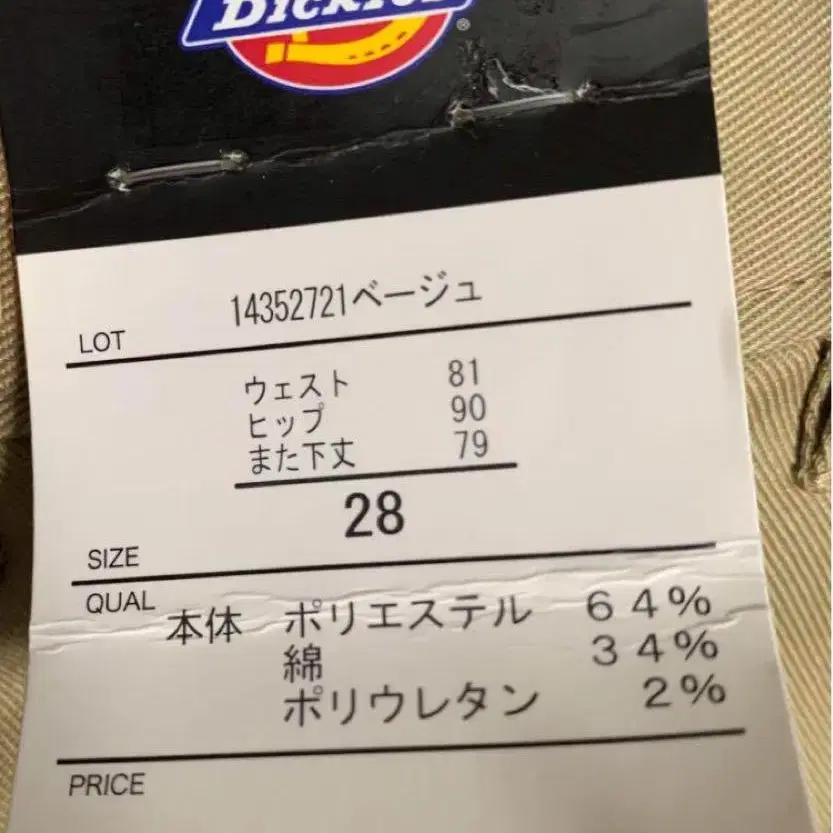 Dickies
®
14352721ベージュ
LOT
ウェスト 81
ヒップ 90
また下丈 79
28
SIZE
QUAL
本体 ポリエステル 64%
綿 34%
ポリウレタン 2%
PRICE